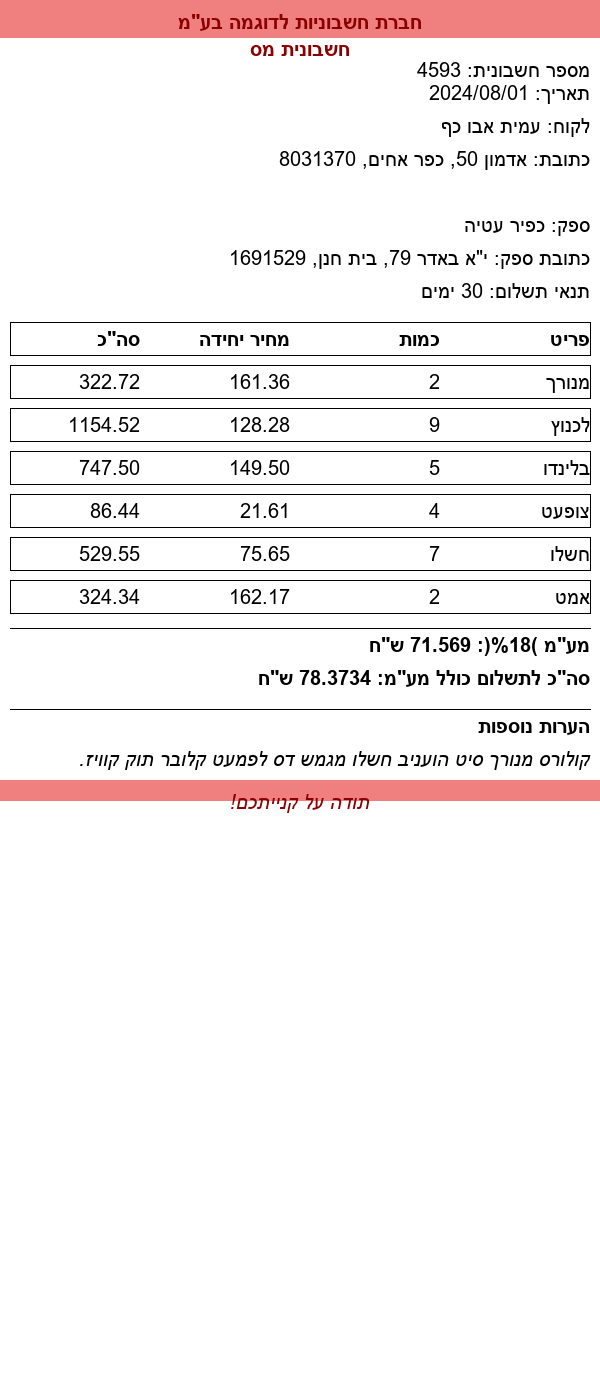 חברת חשבוניות לדוגמה בע"מ
חשבונית מס
מספר חשבונית: 4593
תאריך: 2024/08/01
לקוח: עמית אבו כף
כתובת: אדמון 50, כפר אחים, 8031370
ספק: כפיר עטיה
כתובת ספק: י"א באדר 79, בית חנן, 1691529
תנאי תשלום: 30 ימים
פריט כמות מחיר יחידה סה"כ
מנורך 2 161.36 322.72
לכנוץ 9 128.28 1154.52
בלינדו 5 149.50 747.50
צופעט 4 21.61 86.44
חשלו 7 75.65 529.55
אמט 2 162.17 324.34
מע"מ )18%(: 71.569 ש"ח
סה"כ לתשלום כולל מע"מ: 78.3734 ש"ח
הערות נוספות
קולורס מנורך סיט הועניב חשלו מגמש דס לפמעט קלובר תוק קוויז.
תודה על קנייתכם!